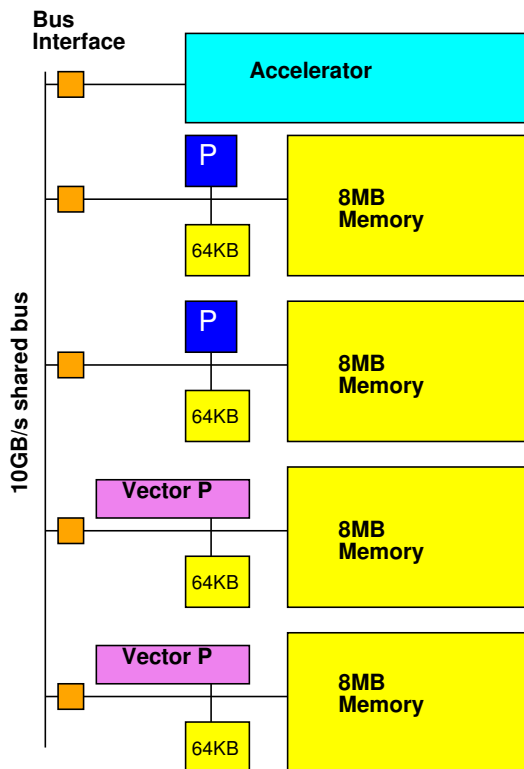 Bus
Interface
Accelerator
P
8MB
Memory
64KB
P
8MB
Memory
64KB
10GB/s shared bus
Vector P
8MB
Memory
64KB
Vector P
8MB
Memory
64KB